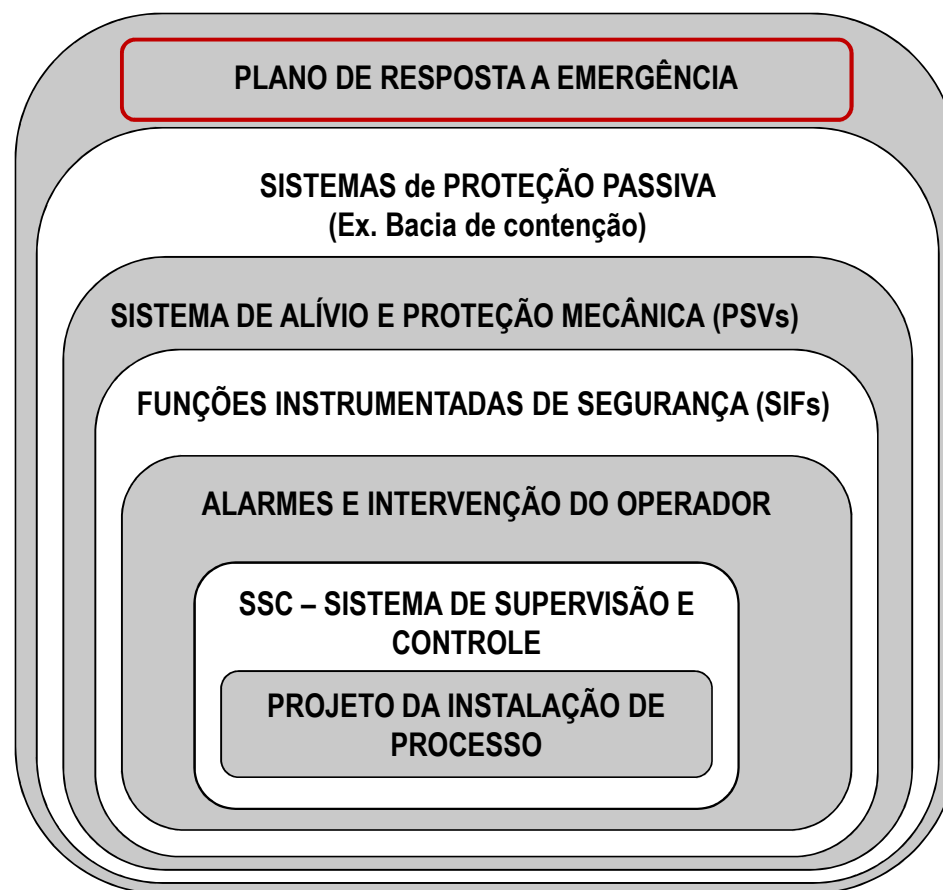 PLANO DE RESPOSTA A EMERGÊNCIA
SISTEMAS de PROTEÇÃO PASSIVA
(Ex. Bacia de contenção)
SISTEMA DE ALÍVIO E PROTEÇÃO MECÂNICA (PSVs)
FUNÇÕES INSTRUMENTADAS DE SEGURANÇA (SIFs)
ALARMES E INTERVENÇÃO DO OPERADOR
SSC – SISTEMA DE SUPERVISÃO E
CONTROLE
PROJETO DA INSTALAÇÃO DE
PROCESSO